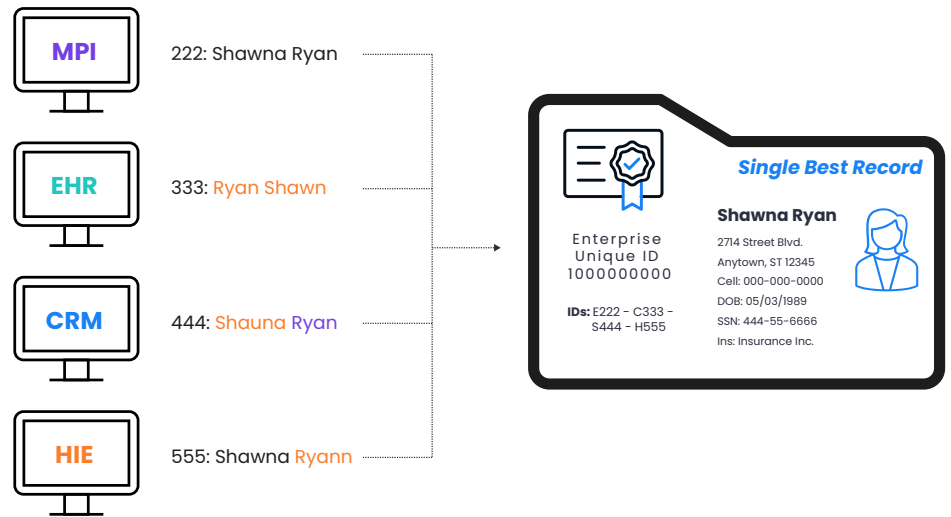 MPI
222: Shawna Ryan
EHR
333: Ryan Shawn
CRM
444: Shauna Ryan
HIE
555: Shawna Ryann
Single Best Record
Enterprise
Unique ID
1000000000
IDs: E222 - C333 -
S444 - H555
Shawna Ryan
2714 Street Blvd.
Anytown, ST 12345
Cell: 000-000-0000
DOB: 05/03/1989
SSN: 444-55-6666
Ins: Insurance Inc.